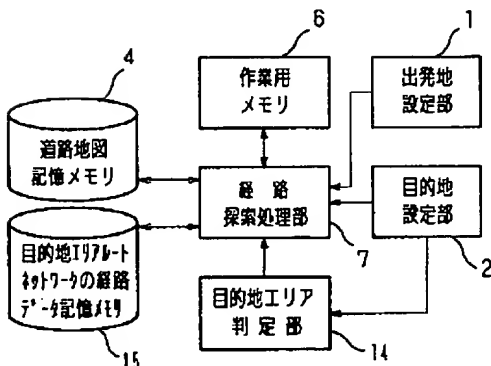 6
作業用
メモリ
1
出発地
設定部
4
道路地図
記憶メモリ
経 路
探索処理部
7
目的地
設定部
2
目的地エリアルート
ネットワークの経路
データ記憶メモリ
15
目的地エリア
判 定 部
14